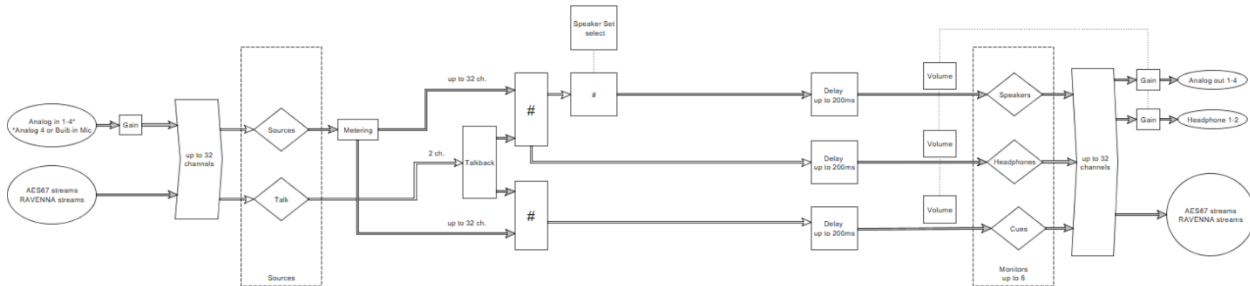 Speaker Set
select
up to 32 ch.
#
#
Volume
Delay
up to 200ms
Speakers
Gain
Analog out 1-4
Analog in 1-4*
*Analog 4 or Built-in Mic
Gain
up to 32
channels
Sources
Metering
Gain
Headphone 1-2
2 ch.
Talkback
Volume
Delay
up to 200ms
Headphones
up to 32
channels
AES67 streams
RAVENNA streams
Talk
up to 32 ch.
#
Volume
Delay
up to 200ms
Cues
AES67 streams
RAVENNA streams
Sources
Monitors
up to 8